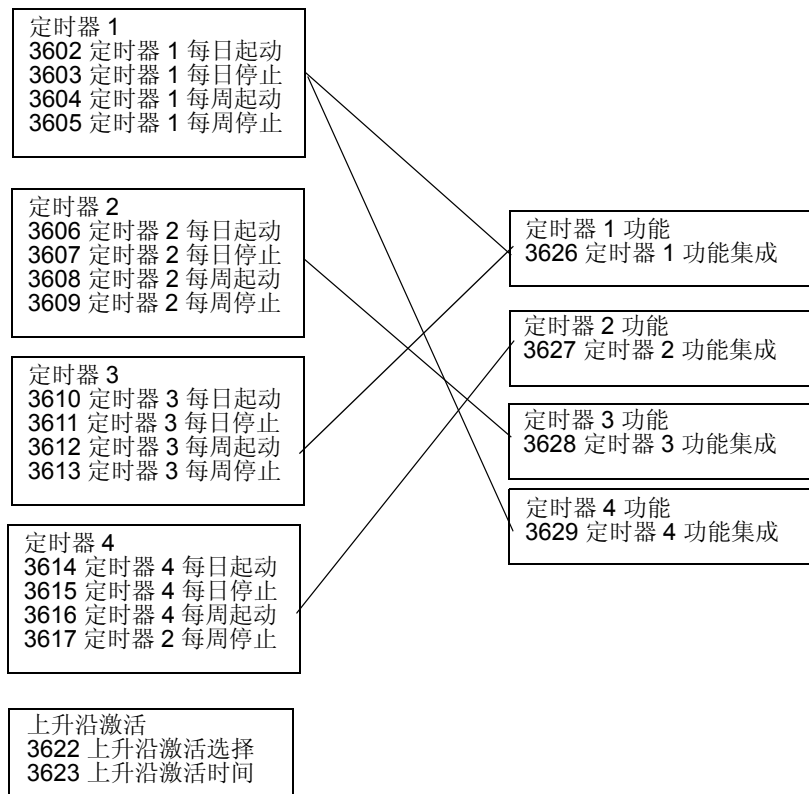 定时器 1
3602 定时器 1 每日起动
3603 定时器 1 每日停止
3604 定时器 1 每周起动
3605 定时器 1 每周停止
定时器 2
3606 定时器 2 每日起动
3607 定时器 2 每日停止
3608 定时器 2 每周起动
3609 定时器 2 每周停止
定时器 3
3610 定时器 3 每日起动
3611 定时器 3 每日停止
3612 定时器 3 每周起动
3613 定时器 3 每周停止
定时器 4
3614 定时器 4 每日起动
3615 定时器 4 每日停止
3616 定时器 4 每周起动
3617 定时器 2 每周停止
上升沿激活
3622 上升沿激活选择
3623 上升沿激活时间
定时器 1 功能
3626 定时器 1 功能集成
定时器 2 功能
3627 定时器 2 功能集成
定时器 3 功能
3628 定时器 3 功能集成
定时器 4 功能
3629 定时器 4 功能集成